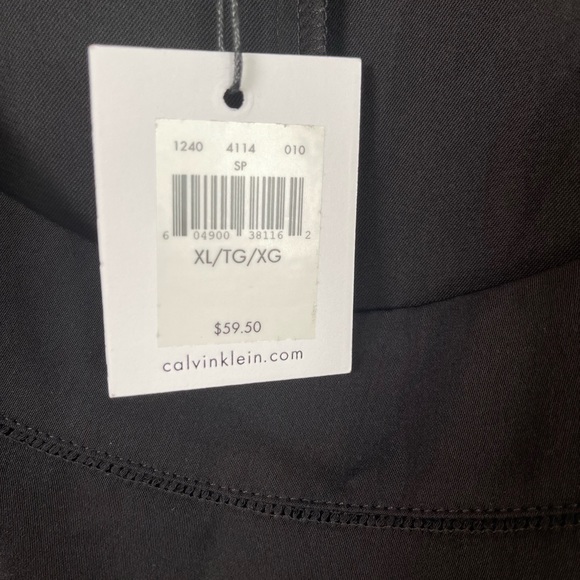 1240 4114 010
SP
6 04900 38116 2
XL/TG/XG
$59.50
calvinklein.com